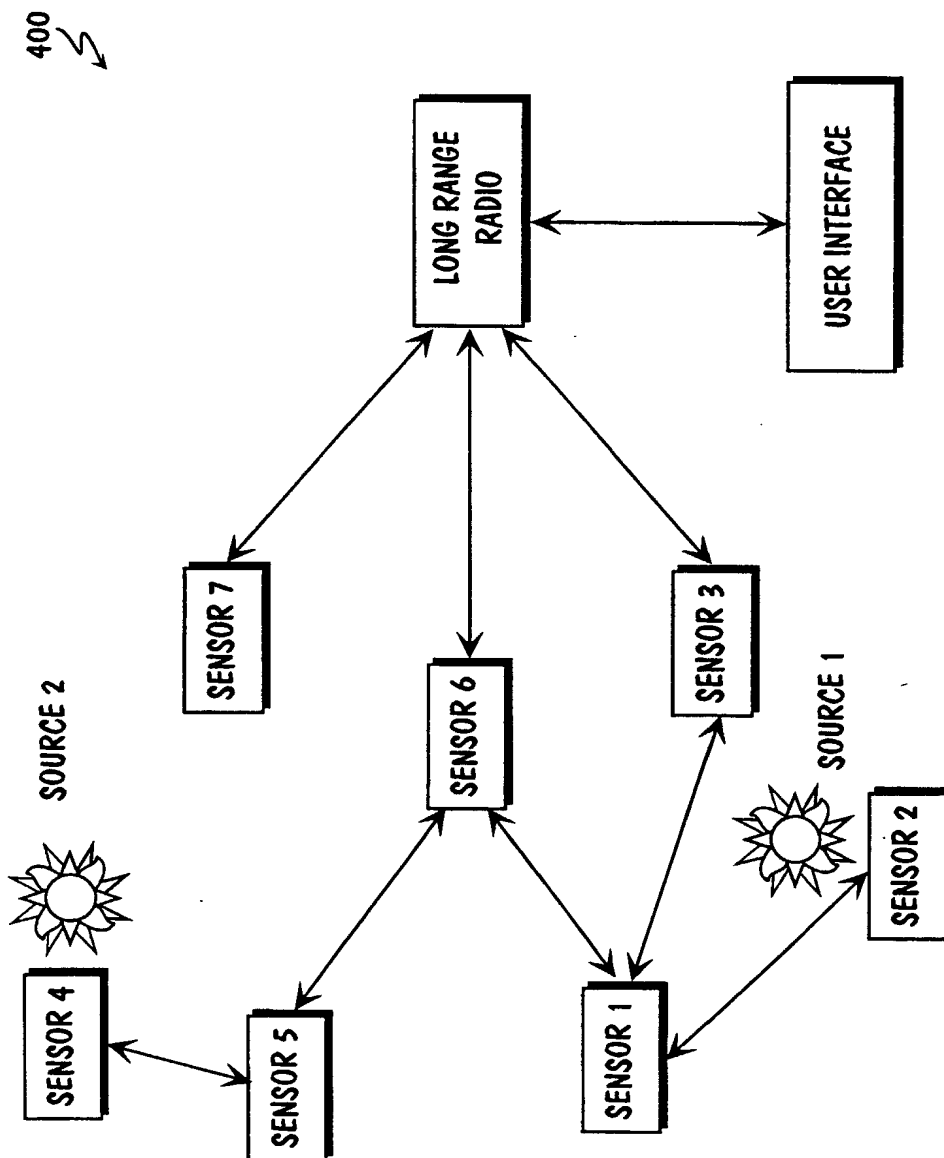 400
SOURCE 2
SENSOR 4
SENSOR 5
SENSOR 7
SENSOR 6
LONG RANGE
RADIO
SENSOR 1
SENSOR 3
SOURCE 1
SENSOR 2
USER INTERFACE